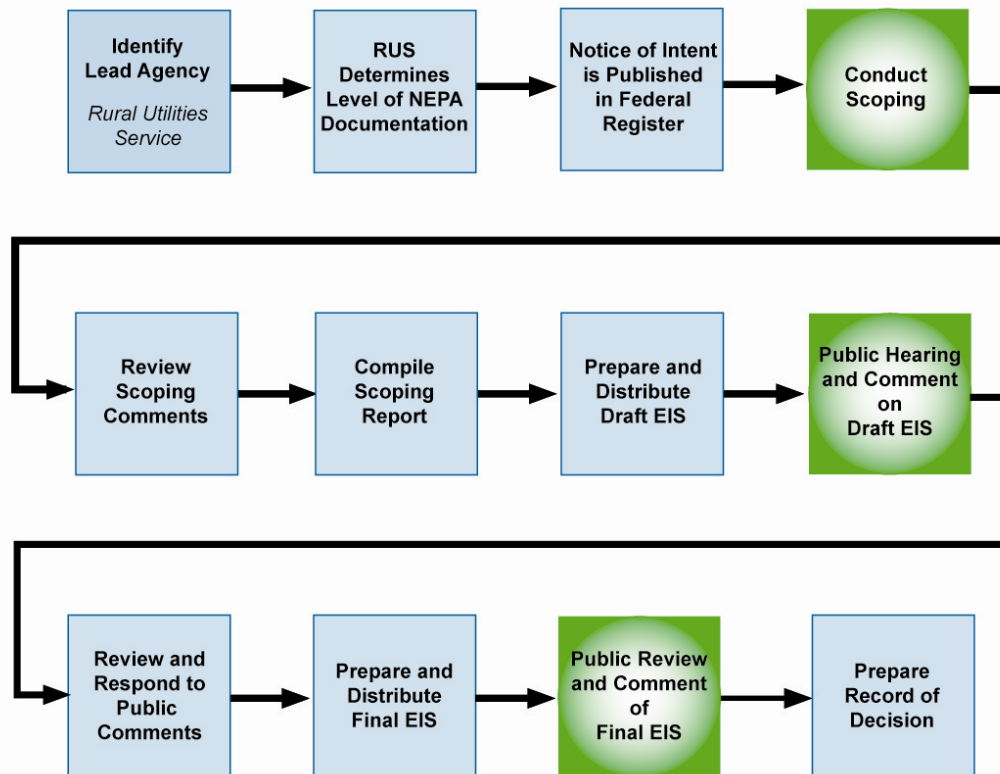 Identify
Lead Agency
Rural Utilities
Service
RUS
Determines
Level of NEPA
Documentation
Notice of Intent
is Published
in Federal
Register
Conduct
Scoping
Review
Scoping
Comments
Compile
Scoping
Report
Prepare and
Distribute
Draft EIS
Public Hearing
and Comment
on
Draft EIS
Review and
Respond to
Public
Comments
Prepare and
Distribute
Final EIS
Public Review
and Comment
of
Final EIS
Prepare
Record of
Decision